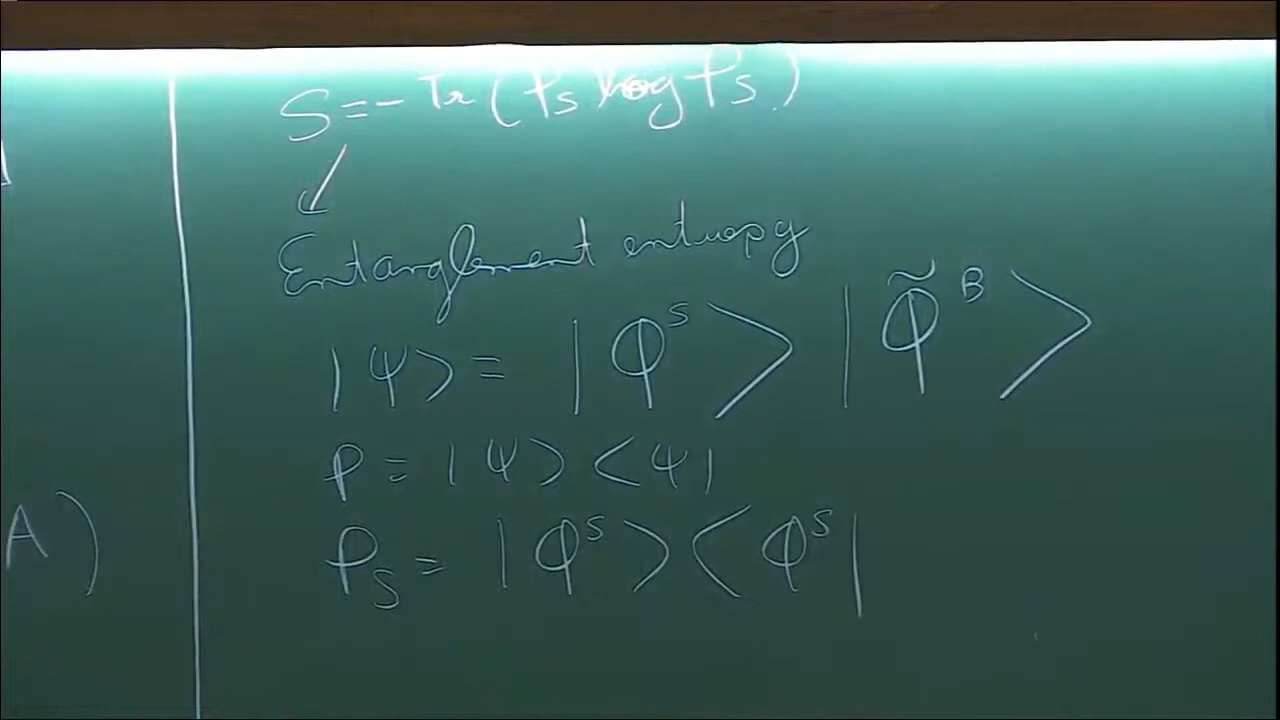 S = - Tr (ρ_S log ρ_S)
↙
Entanglement entropy
|ψ> = |φ^S > |φ̃^B >
ρ = |ψ> <ψ|
ρ_S = |φ^S > < φ^S|
A)